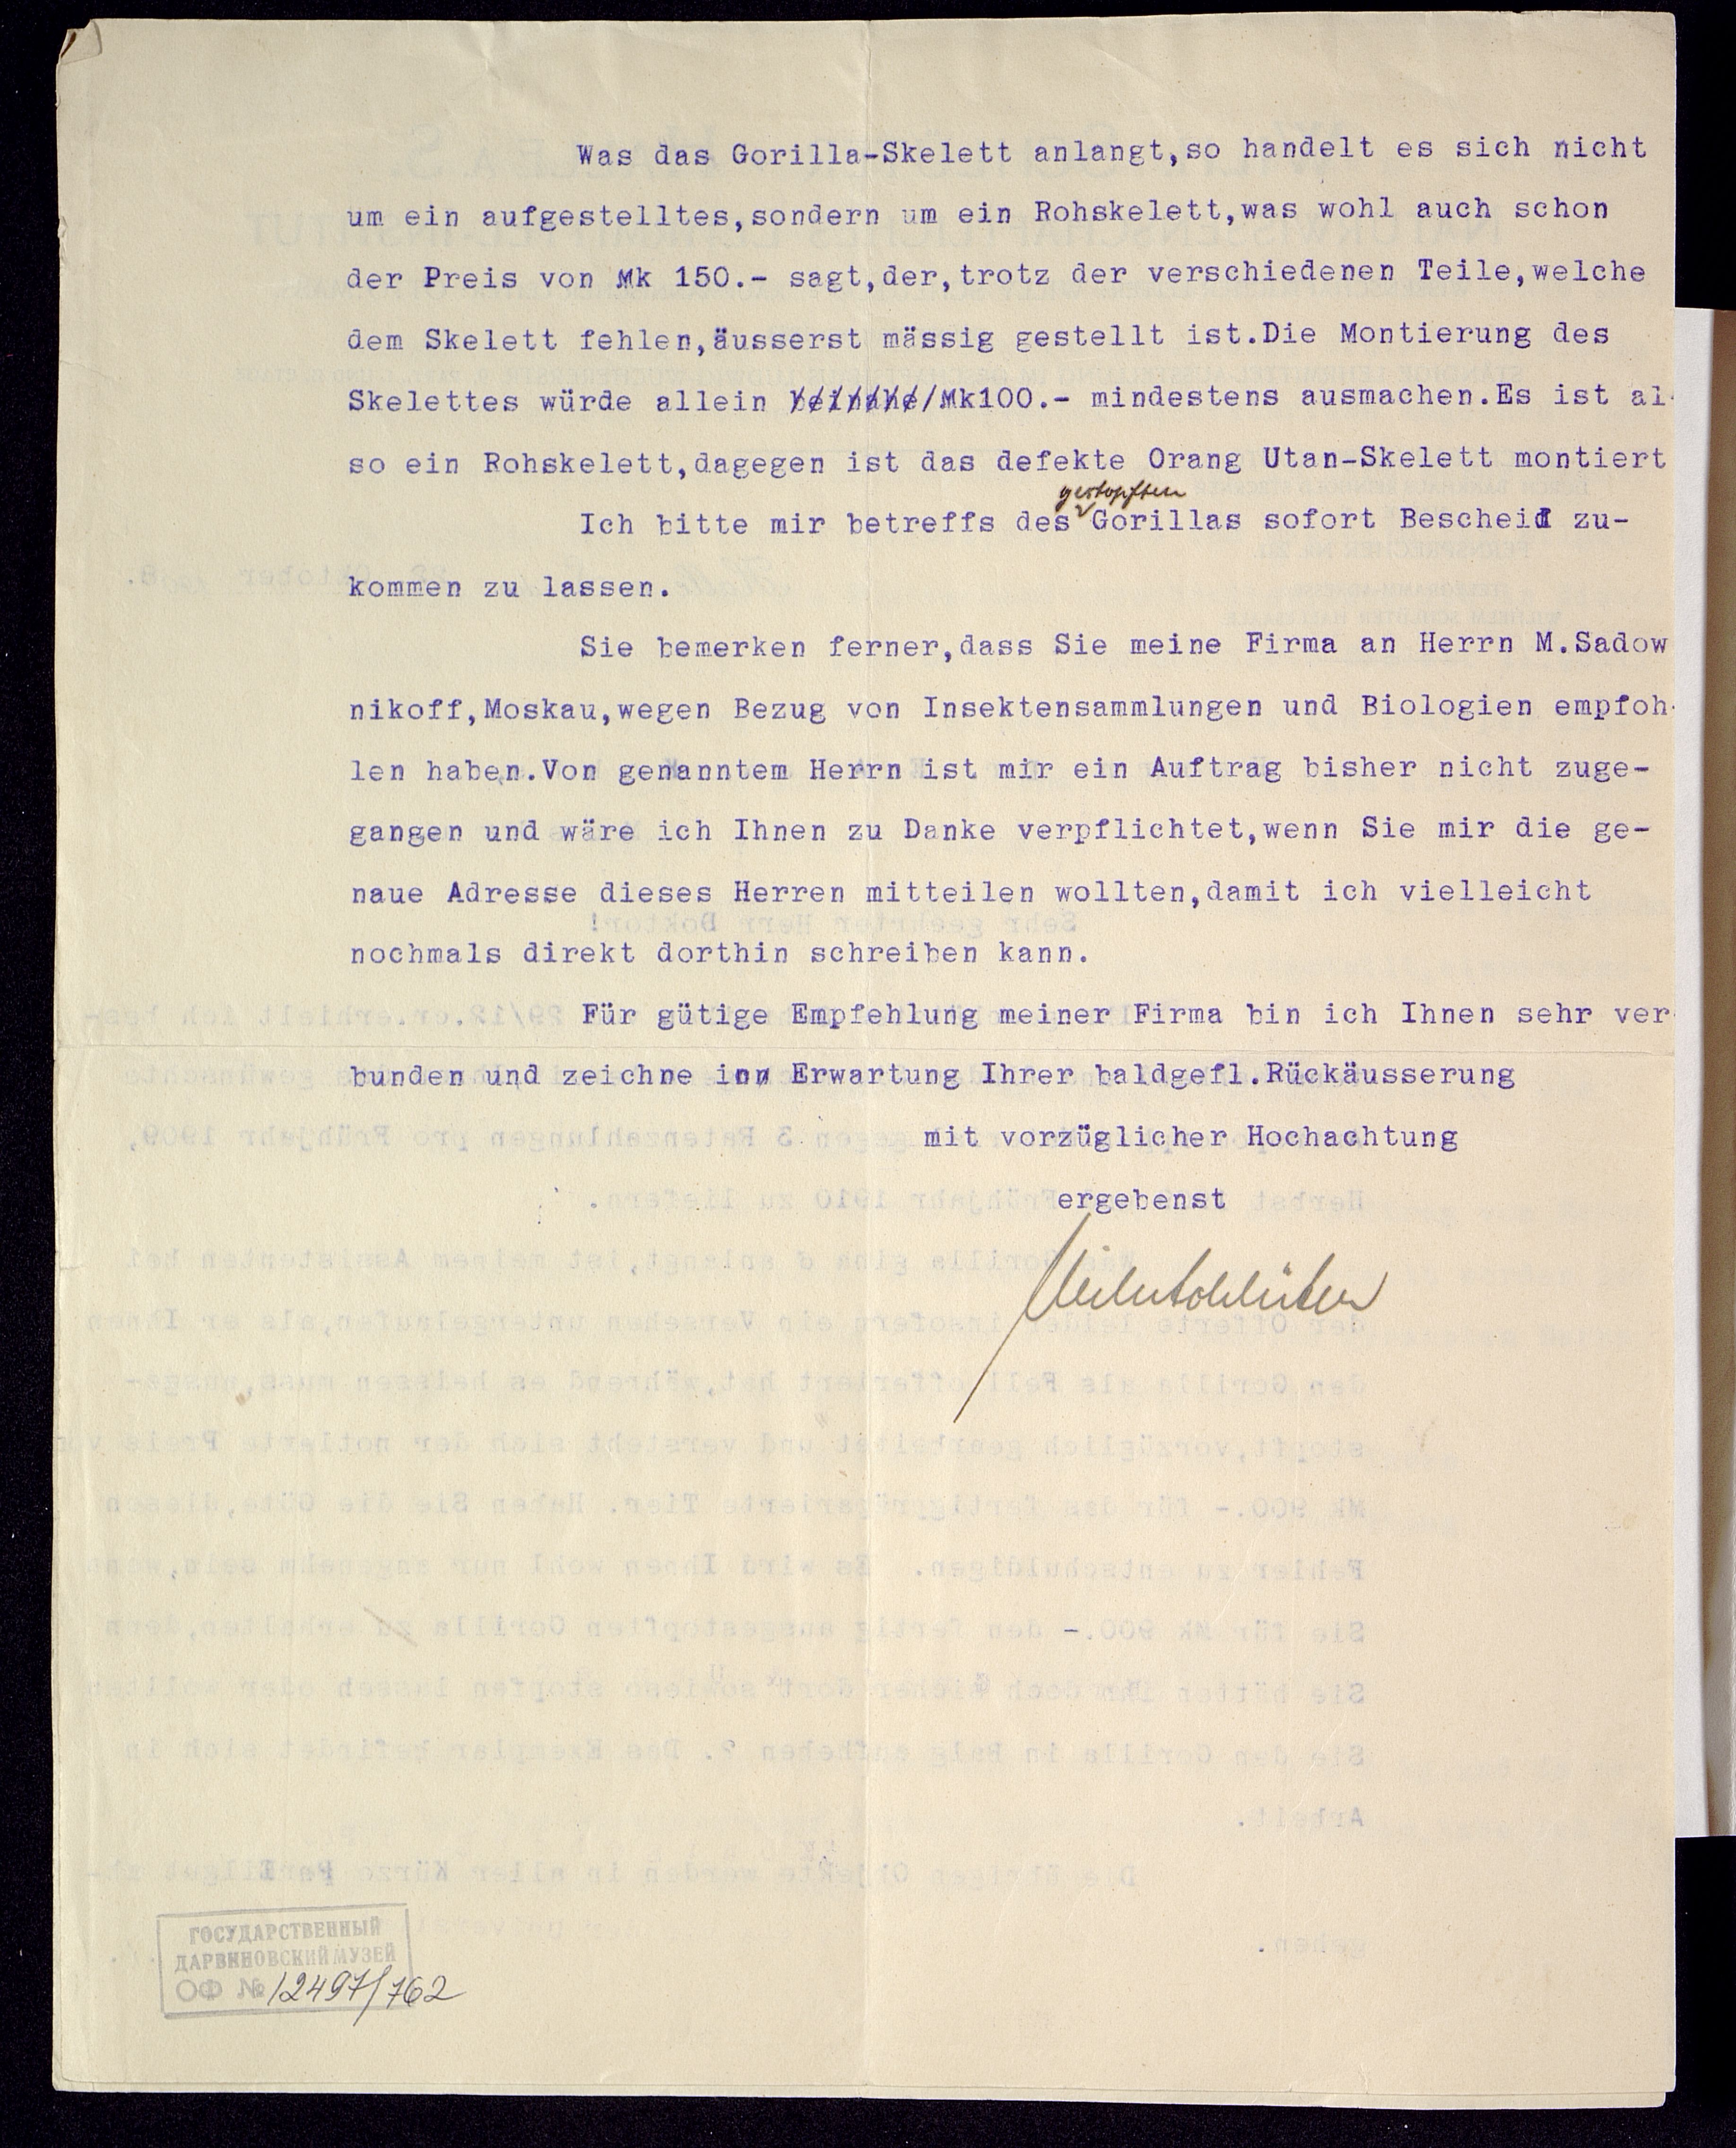 Was das Gorilla-Skelett anlangt,so handelt es sich nicht
um ein aufgestelltes,sondern um ein Rohskelett,was wohl auch schon
der Preis von Mk 150.- sagt,der,trotz der verschiedenen Teile,welche
dem Skelett fehlen,äusserst mässig gestellt ist.Die Montierung des
Skelettes würde allein beinahe/Mk100.- mindestens ausmachen.Es ist al-
so ein Rohskelett,dagegen ist das defekte Orang Utan-Skelett montiert
gestopften
Ich bitte mir betreffs des Gorillas sofort Bescheid zu-
kommen zu lassen.
Sie bemerken ferner,dass Sie meine Firma an Herrn M.Sadow
nikoff,Moskau,wegen Bezug von Insektensammlungen und Biologien empfoh-
len haben.Von genanntem Herrn ist mir ein Auftrag bisher nicht zuge-
gangen und wäre ich Ihnen zu Danke verpflichtet,wenn Sie mir die ge-
naue Adresse dieses Herren mitteilen wollten,damit ich vielleicht
nochmals direkt dorthin schreiben kann.
Für gütige Empfehlung meiner Firma bin ich Ihnen sehr ver-
bunden und zeichne in Erwartung Ihrer baldgefl.Rückäusserung
mit vorzüglicher Hochachtung
ergebenst
ГОСУДАРСТВЕННЫЙ
ДАРВИНОВСКИЙ МУЗЕЙ
ОФ № 12497/762